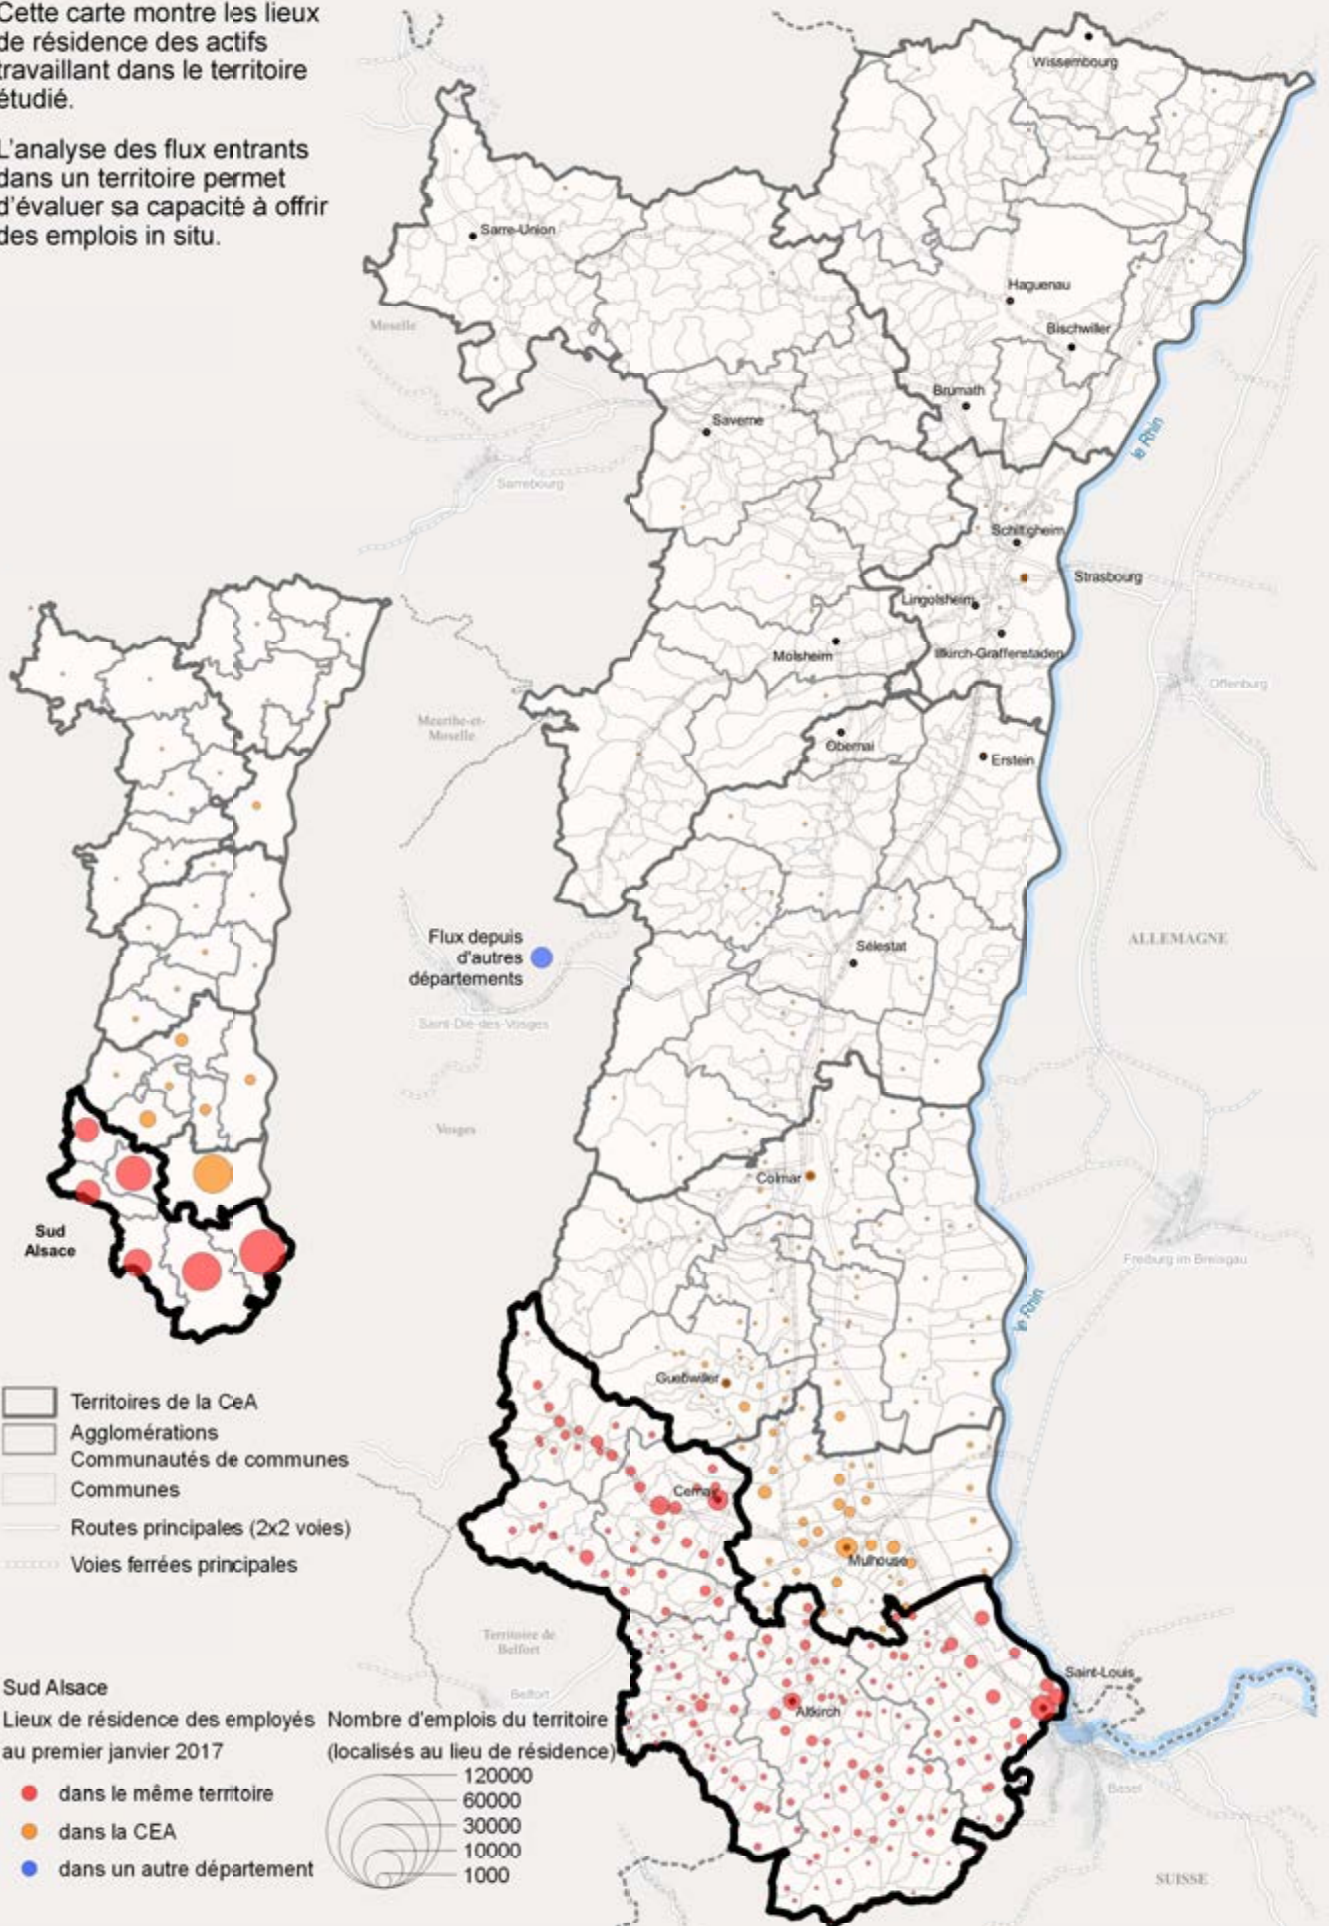 Cette carte montre les lieux
de résidence des actifs
travaillant dans le territoire
étudié.
L'analyse des flux entrants
dans un territoire permet
d'évaluer sa capacité à offrir
des emplois in situ.
Wissembourg
Sarre-Union
Haguenau
Moselle
Bischwiller
Brumath
Saverne
le Rhin
Sarrebourg
Schiltigheim
Strasbourg
Lingolsheim
Molsheim
Illkirch-Graffenstaden
Offenburg
Meurthe-et-
Moselle
Obernai
Erstein
Flux depuis
d'autres
départements
Sélestat
ALLEMAGNE
Saint-Dié-des-Vosges
Vosges
Colmar
Sud
Alsace
Freiburg im Breisgau
le Rhin
Guebwiller
Territoires de la CeA
Agglomérations
Communautés de communes
Communes
Routes principales (2x2 voies)
Voies ferrées principales
Cernay
Mulhouse
Territoire de
Belfort
Belfort
Saint-Louis
Altkirch
Basel
SUISSE
Sud Alsace
Lieux de résidence des employés
au premier janvier 2017
dans le même territoire
dans la CEA
dans un autre département
Nombre d'emplois du territoire
(localisés au lieu de résidence)
120000
60000
30000
10000
1000